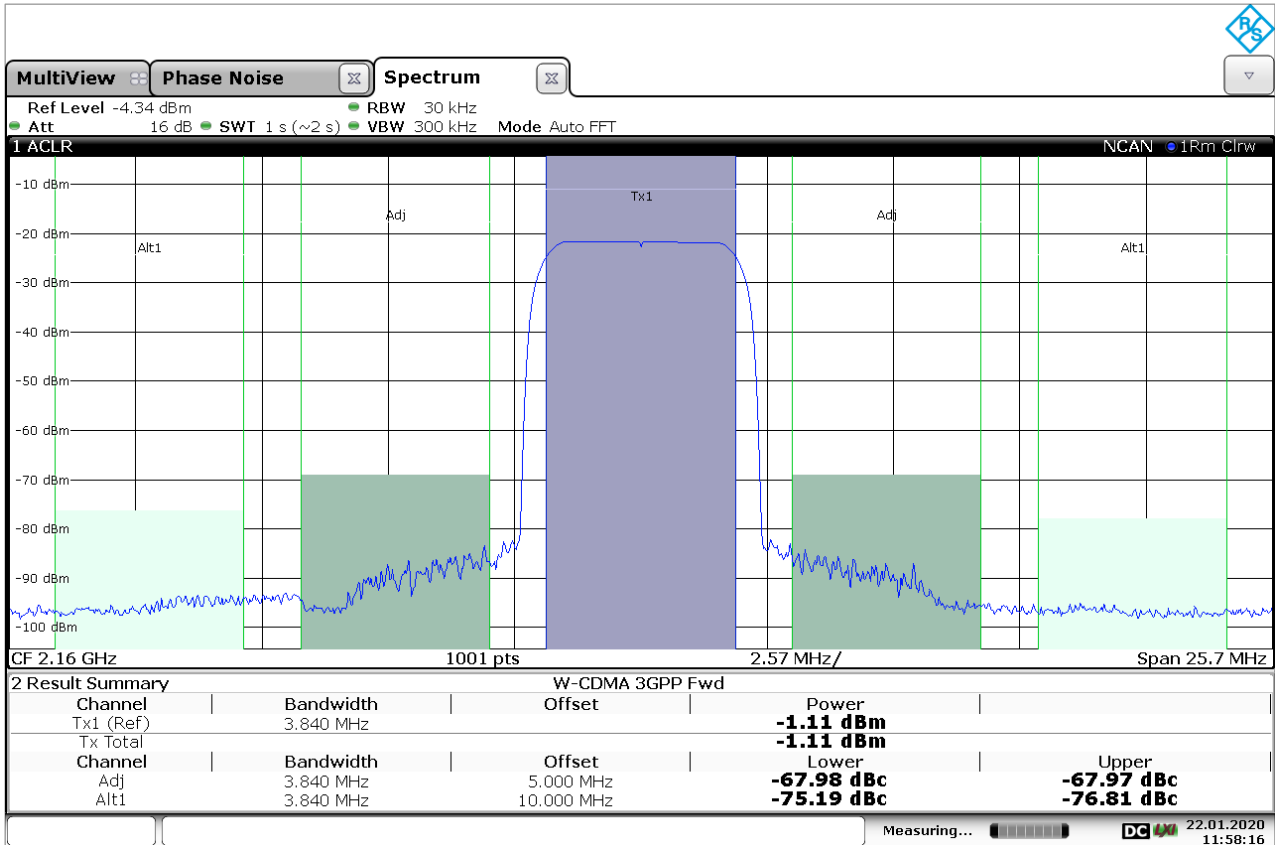 R&S
MultiView Phase Noise Spectrum
Ref Level -4.34 dBm RBW 30 kHz
Att 16 dB SWT 1 s (~2 s) VBW 300 kHz Mode Auto FFT
1 ACLR NCAN 1Rm Clrw
-10 dBm
Tx1
Adj Adj
-20 dBm
Alt1 Alt1
-30 dBm
-40 dBm
-50 dBm
-60 dBm
-70 dBm
-80 dBm
-90 dBm
-100 dBm
CF 2.16 GHz 1001 pts 2.57 MHz/ Span 25.7 MHz
2 Result Summary W-CDMA 3GPP Fwd
Channel Bandwidth Offset Power
Tx1 (Ref) 3.840 MHz -1.11 dBm
Tx Total -1.11 dBm
Channel Bandwidth Offset Lower Upper
Adj 3.840 MHz 5.000 MHz -67.98 dBc -67.97 dBc
Alt1 3.840 MHz 10.000 MHz -75.19 dBc -76.81 dBc
Measuring... DC LXI 22.01.2020
11:58:16